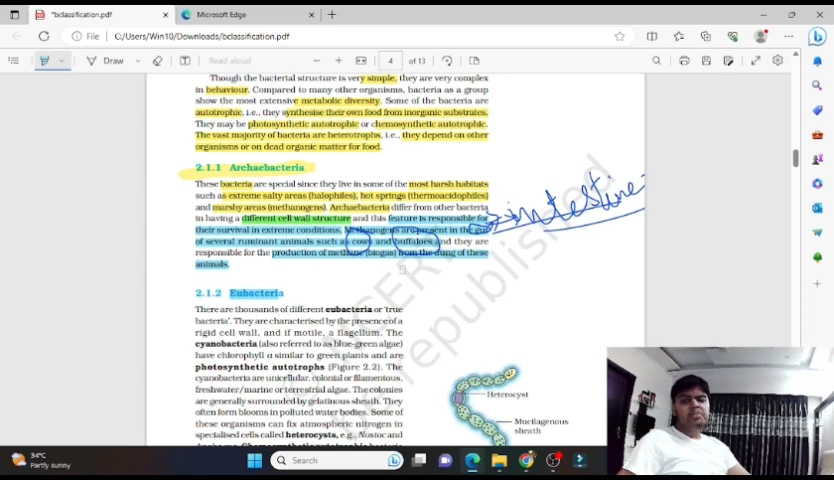 *bclassification.pdf
Microsoft Edge
File
C:/Users/Win10/Downloads/bclassification.pdf
Draw
Read aloud
4
of 13
Though the bacterial structure is very simple, they are very complex
in behaviour. Compared to many other organisms, bacteria as a group
show the most extensive metabolic diversity. Some of the bacteria are
autotrophic, i.e., they synthesise their own food from inorganic substrates.
They may be photosynthetic autotrophic or chemosynthetic autotrophic.
The vast majority of bacteria are heterotrophs, i.e., they depend on other
organisms or on dead organic matter for food.
2.1.1 Archaebacteria
These bacteria are special since they live in some of the most harsh habitats
such as extreme salty areas (halophiles), hot springs (thermoacidophiles)
and marshy areas (methanogens). Archaebacteria differ from other bacteria
in having a different cell wall structure and this feature is responsible for
their survival in extreme conditions. Methanogens are present in the gut
of several ruminant animals such as cows and buffaloes and they are
responsible for the production of methane (biogas) from the dung of these
animals.
intestine
2.1.2 Eubacteria
There are thousands of different eubacteria or 'true
bacteria'. They are characterised by the presence of a
rigid cell wall, and if motile, a flagellum. The
cyanobacteria (also referred to as blue-green algae)
have chlorophyll a similar to green plants and are
photosynthetic autotrophs (Figure 2.2). The
cyanobacteria are unicellular, colonial or filamentous,
freshwater/marine or terrestrial algae. The colonies
are generally surrounded by gelatinous sheath. They
often form blooms in polluted water bodies. Some of
these organisms can fix atmospheric nitrogen in
specialised cells called heterocysts, e.g., Nostoc and
Heterocyst
Mucilagenous
sheath
republished
34°C
Partly sunny
Search